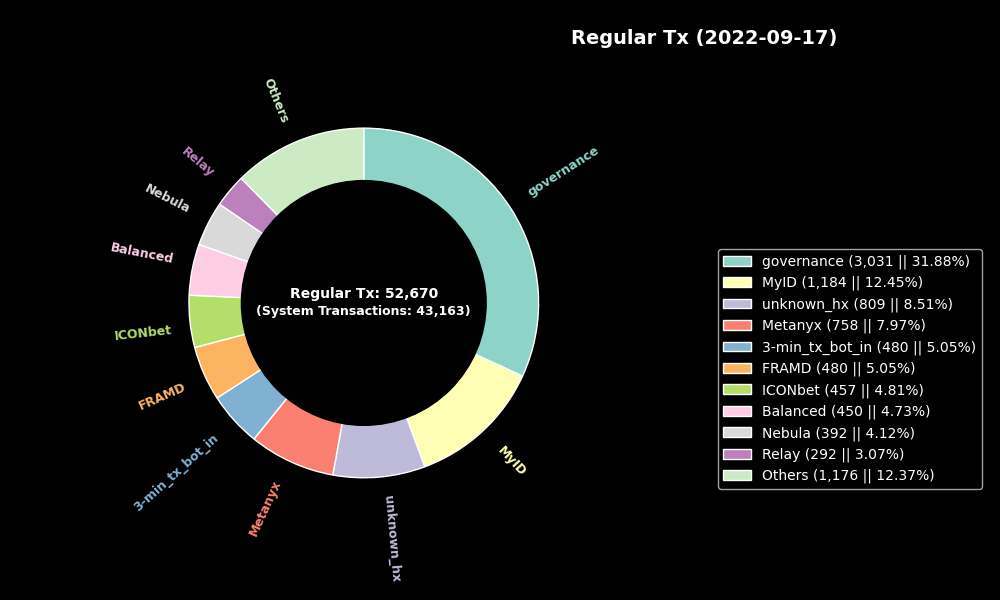 Regular Tx (2022-09-17)
Others
governance
Relay
Nebula
Balanced
ICONbet
FRAMD
3-min_tx_bot_in
Metanyx
unknown_hx
MyID
Regular Tx: 52,670
(System Transactions: 43,163)
governance (3,031 || 31.88%)
MyID (1,184 || 12.45%)
unknown_hx (809 || 8.51%)
Metanyx (758 || 7.97%)
3-min_tx_bot_in (480 || 5.05%)
FRAMD (480 || 5.05%)
ICONbet (457 || 4.81%)
Balanced (450 || 4.73%)
Nebula (392 || 4.12%)
Relay (292 || 3.07%)
Others (1,176 || 12.37%)